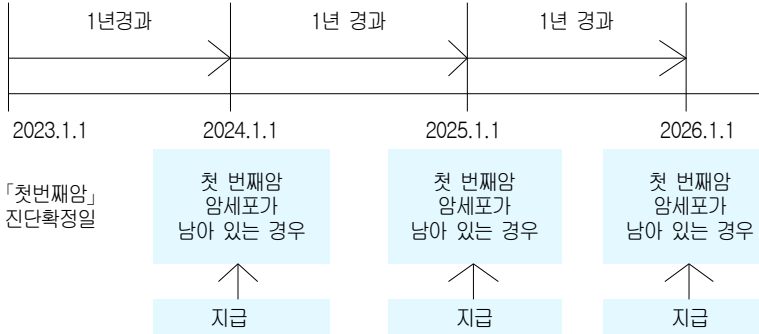 1년경과 1년 경과 1년 경과
2023.1.1 2024.1.1 2025.1.1 2026.1.1
「첫번째암」
진단확정일
첫 번째암
암세포가
남아 있는 경우
첫 번째암
암세포가
남아 있는 경우
첫 번째암
암세포가
남아 있는 경우
지급 지급 지급